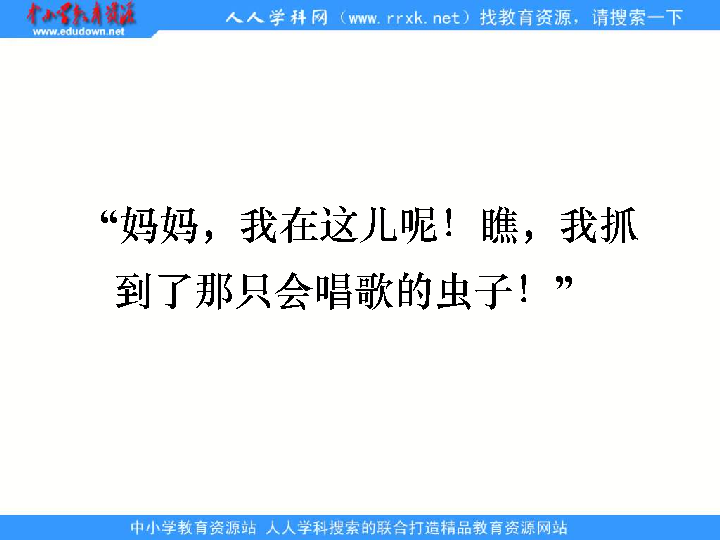 中小学教育资源
www.edudown.net
人人学科网（www.rrxk.net）找教育资源，请搜索一下
“妈妈，我在这儿呢！瞧，我抓
到了那只会唱歌的虫子！”
中小学教育资源站 人人学科搜索的联合打造精品教育资源网站